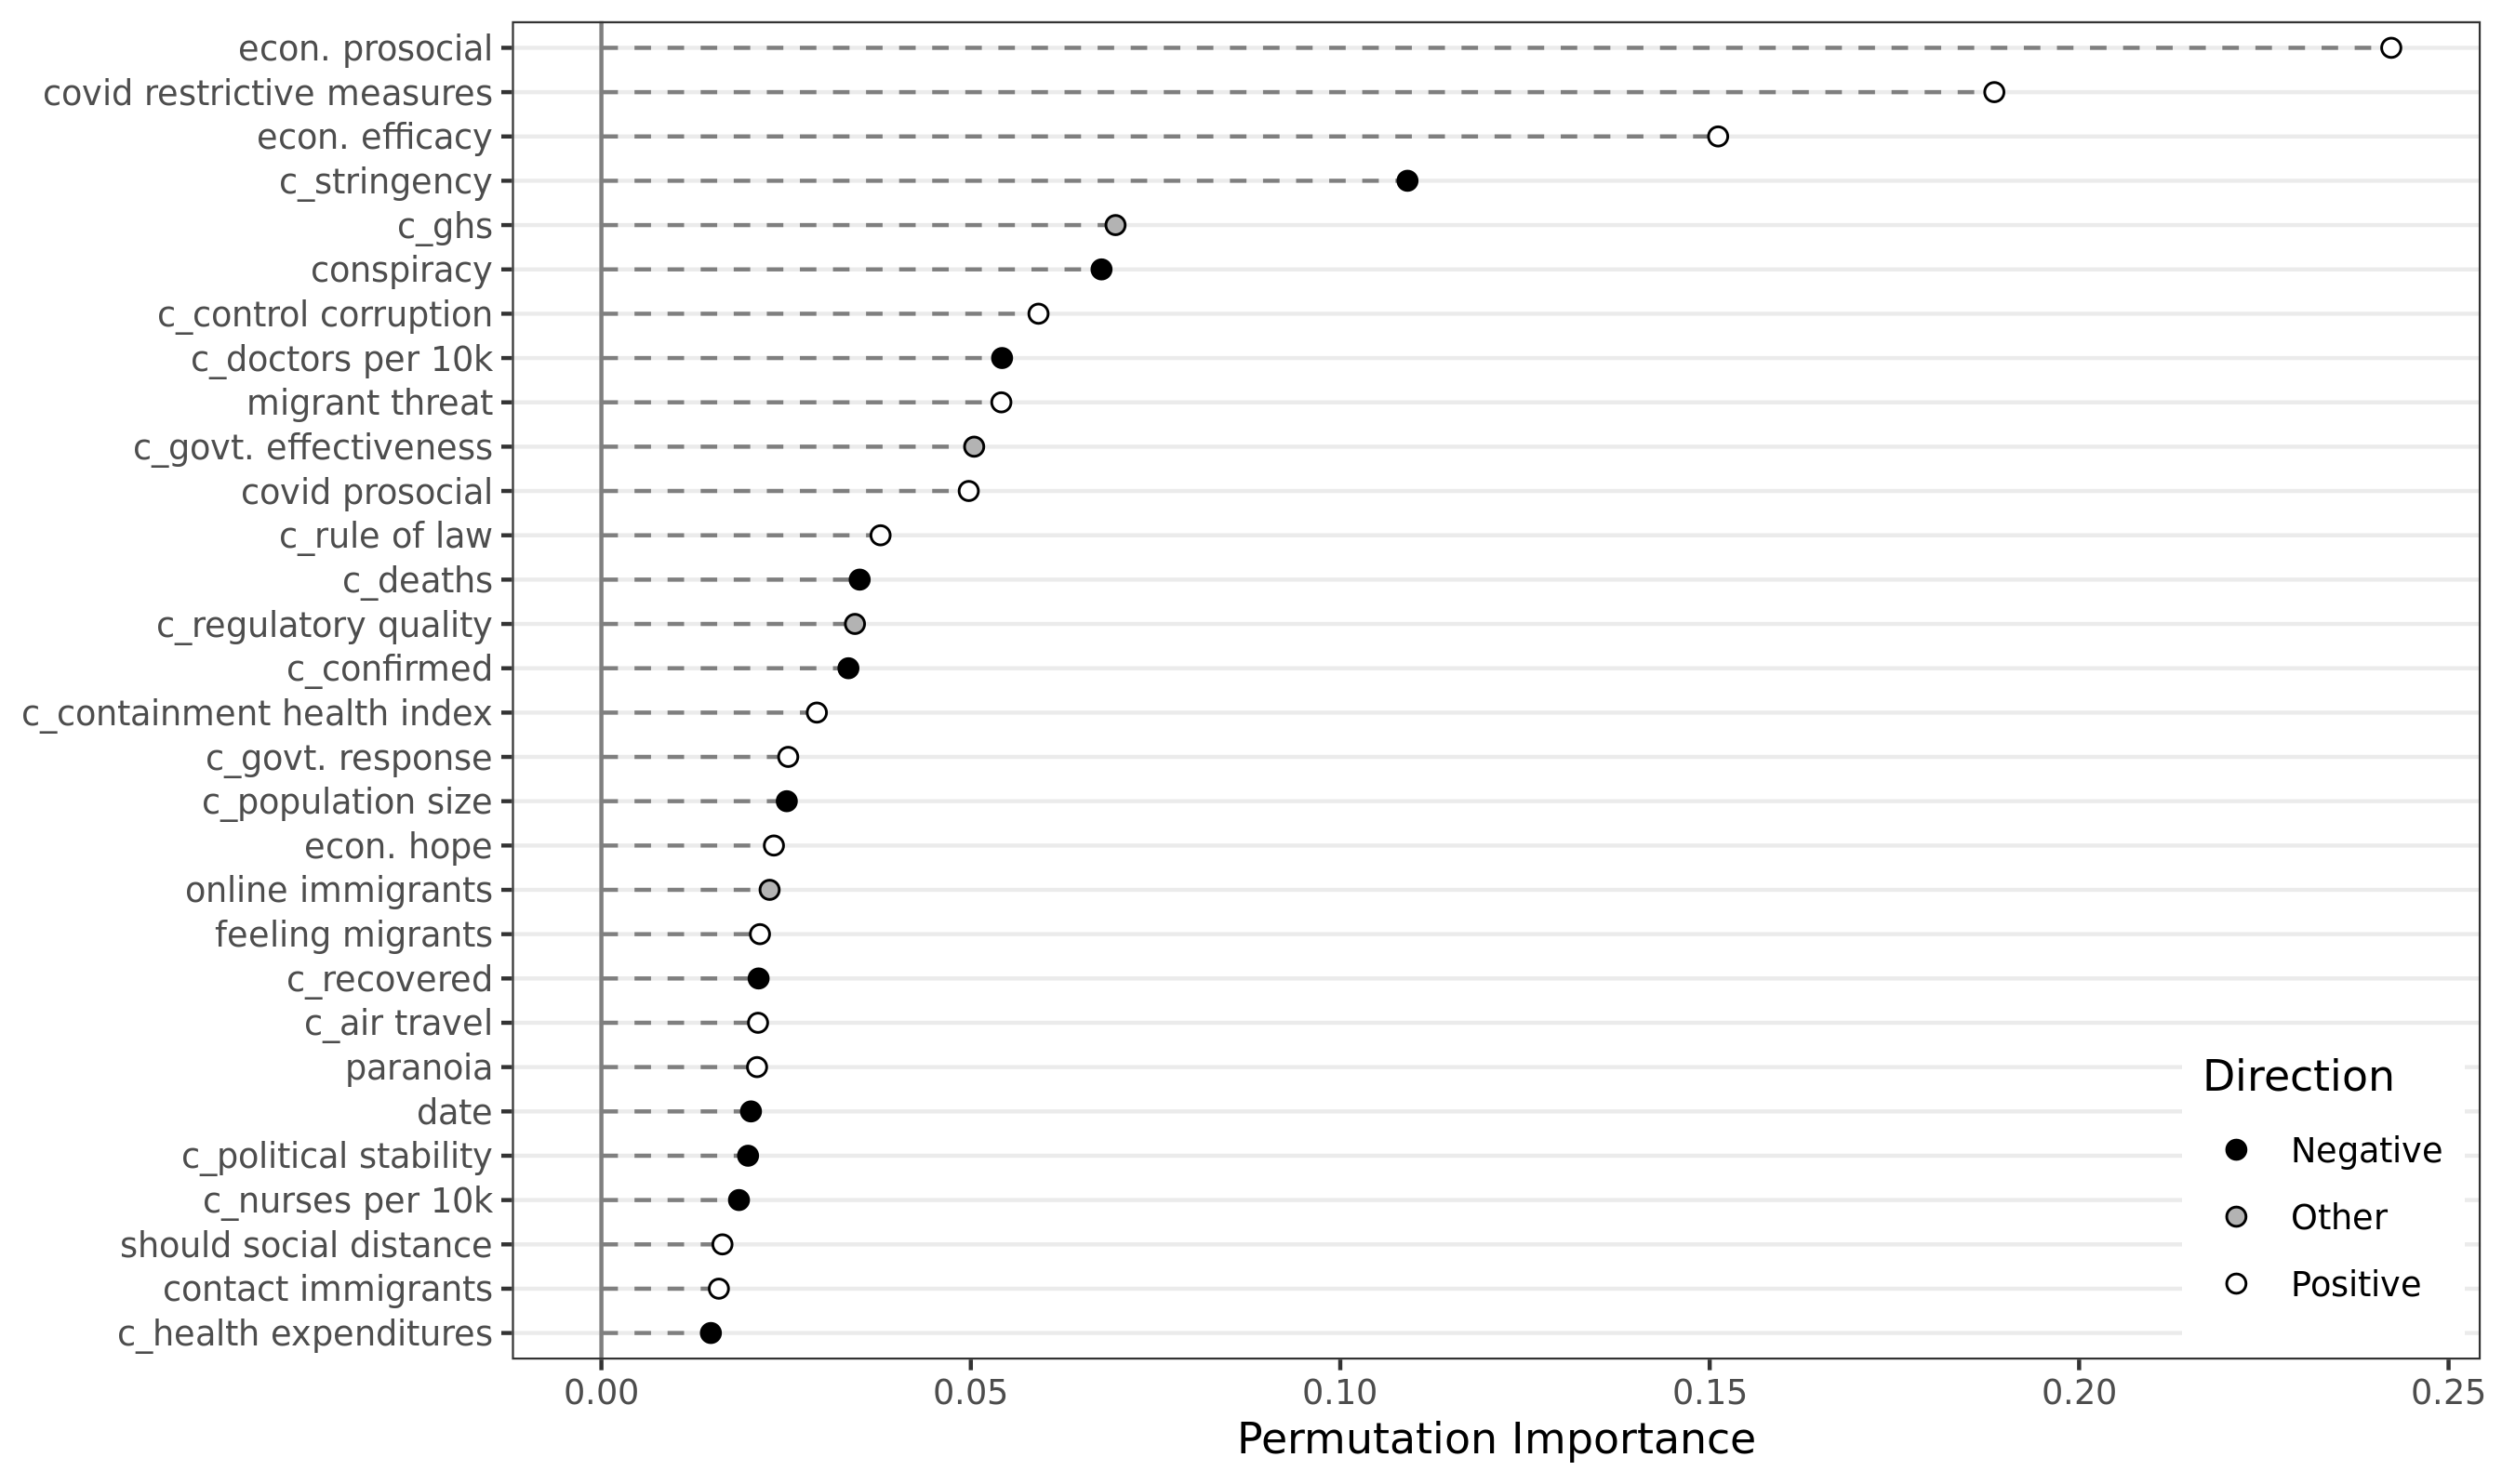 econ. prosocial
covid restrictive measures
econ. efficacy
c_stringency
c_ghs
conspiracy
c_control corruption
c_doctors per 10k
migrant threat
c_govt. effectiveness
covid prosocial
c_rule of law
c_deaths
c_regulatory quality
c_confirmed
c_containment health index
c_govt. response
c_population size
econ. hope
online immigrants
feeling migrants
c_recovered
c_air travel
paranoia
date
c_political stability
c_nurses per 10k
should social distance
contact immigrants
c_health expenditures
Direction
Negative
Other
Positive
0.00 0.05 0.10 0.15 0.20 0.25
Permutation Importance